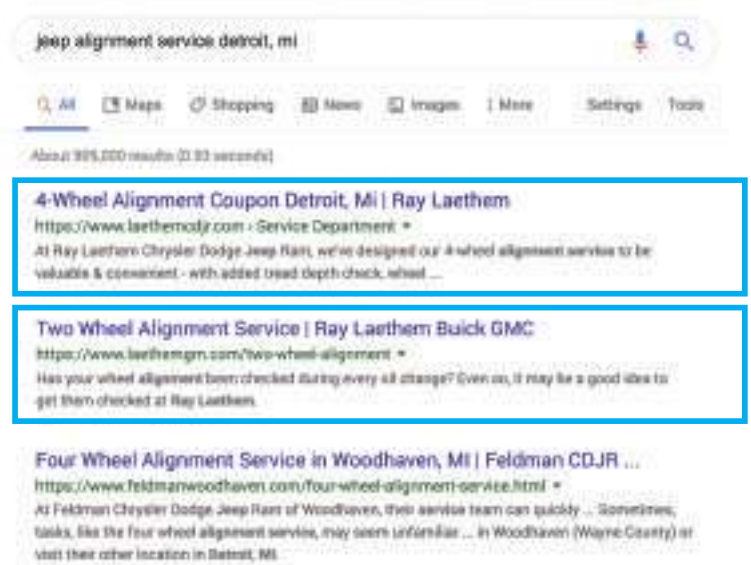 jeep alignment service detroit, mi
All Maps Shopping News Images More Settings Tools
About 995,000 results (0.93 seconds)
4-Wheel Alignment Coupon Detroit, Mi | Ray Laethem
https://www.laethemcdjr.com › Service Department
At Ray Laethem Chrysler Dodge Jeep Ram, we've designed our 4-wheel alignment service to be
valuable & convenient - with added tread depth check, wheel ...
Two Wheel Alignment Service | Ray Laethem Buick GMC
https://www.laethemgm.com/two-wheel-alignment
Has your wheel alignment been checked during every oil change? Even so, it may be a good idea to
get them checked at Ray Laethem.
Four Wheel Alignment Service in Woodhaven, MI | Feldman CDJR ...
https://www.feldmanwoodhaven.com/four-wheel-alignment-service.html
At Feldman Chrysler Dodge Jeep Ram of Woodhaven, their service team can quickly ... Sometimes,
tasks, like the four wheel alignment service, may seem unfamiliar ... in Woodhaven (Wayne County) or
visit their other location in Detroit, MI.